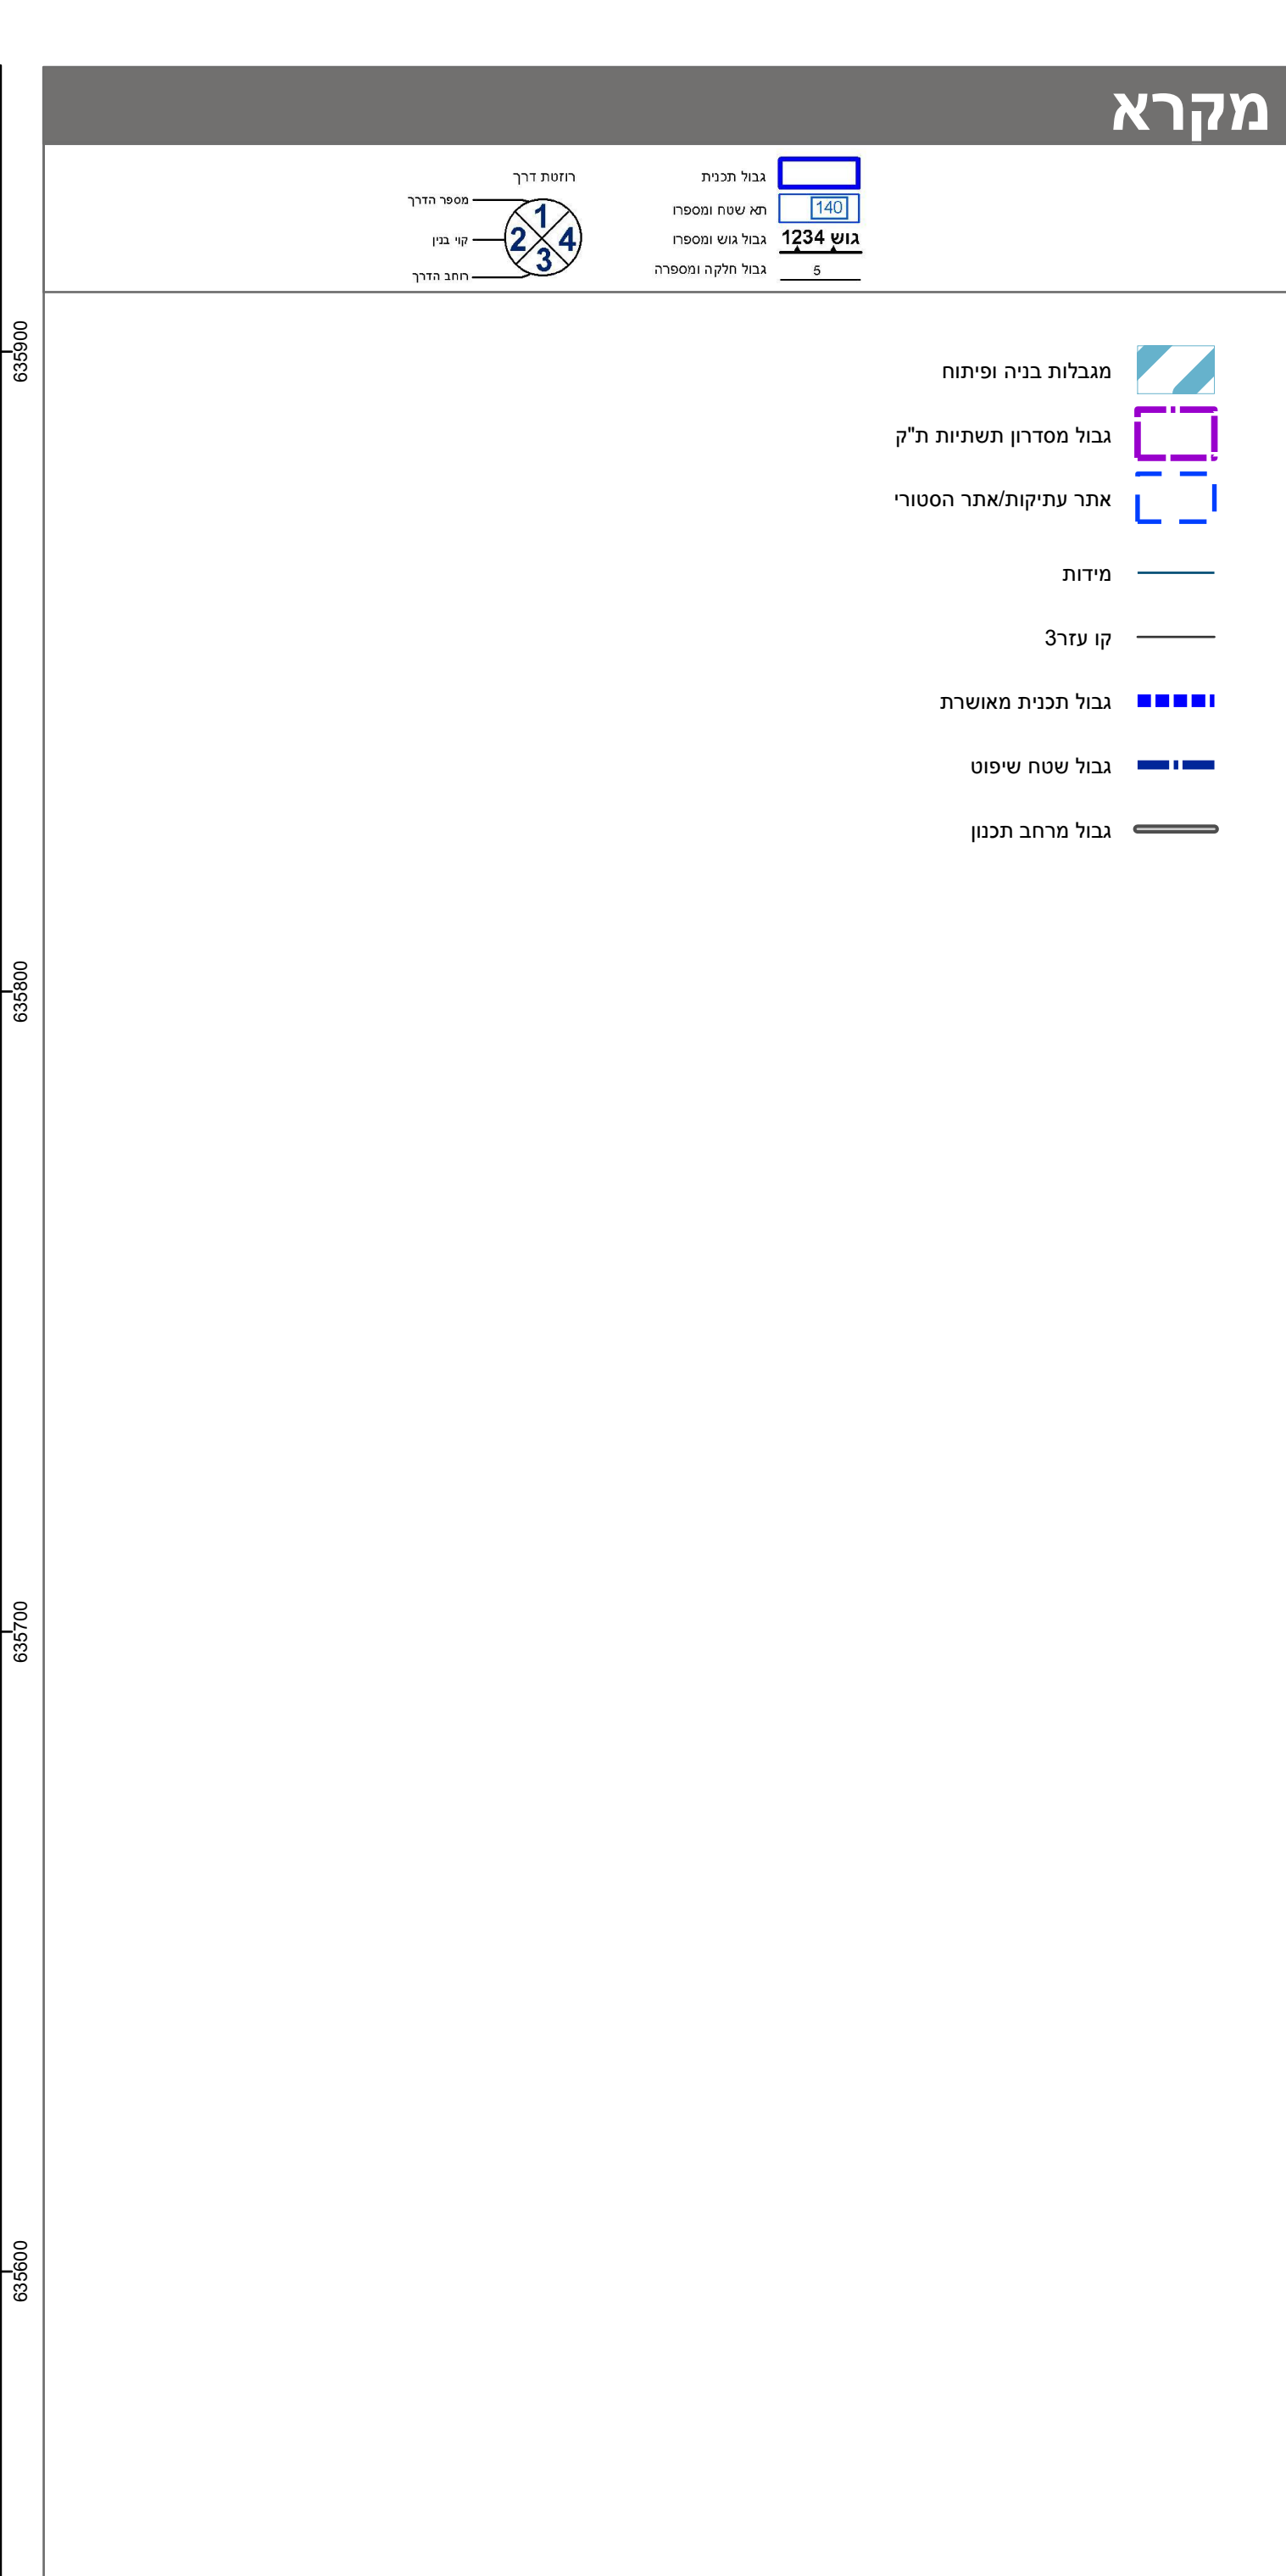 מקרא
גבול תכנית
140 תא שטח ומספרו
גוש 1234 גבול גוש ומספרו
5 גבול חלקה ומספרה
רוזטת דרך
מספר הדרך
קוי בנין
רוחב הדרך
1
2 4
3
מגבלות בניה ופיתוח
גבול מסדרון תשתיות ת"ק
אתר עתיקות/אתר הסטורי
מידות
קו עזר3
גבול תכנית מאושרת
גבול שטח שיפוט
גבול מרחב תכנון
635900
635800
635700
635600